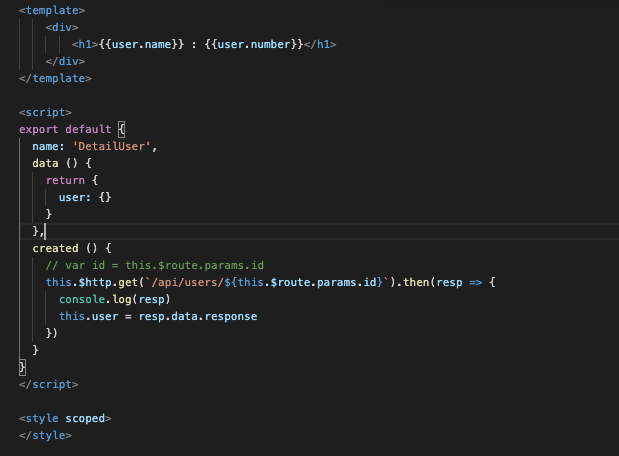 <template>
<div>
<h1>{{user.name}} : {{user.number}}</h1>
</div>
</template>
<script>
export default {
name: 'DetailUser',
data () {
return {
user: {}
}
},
created () {
// var id = this.$route.params.id
this.$http.get(`/api/users/${this.$route.params.id}`).then(resp => {
console.log(resp)
this.user = resp.data.response
})
}
}
</script>
<style scoped>
</style>